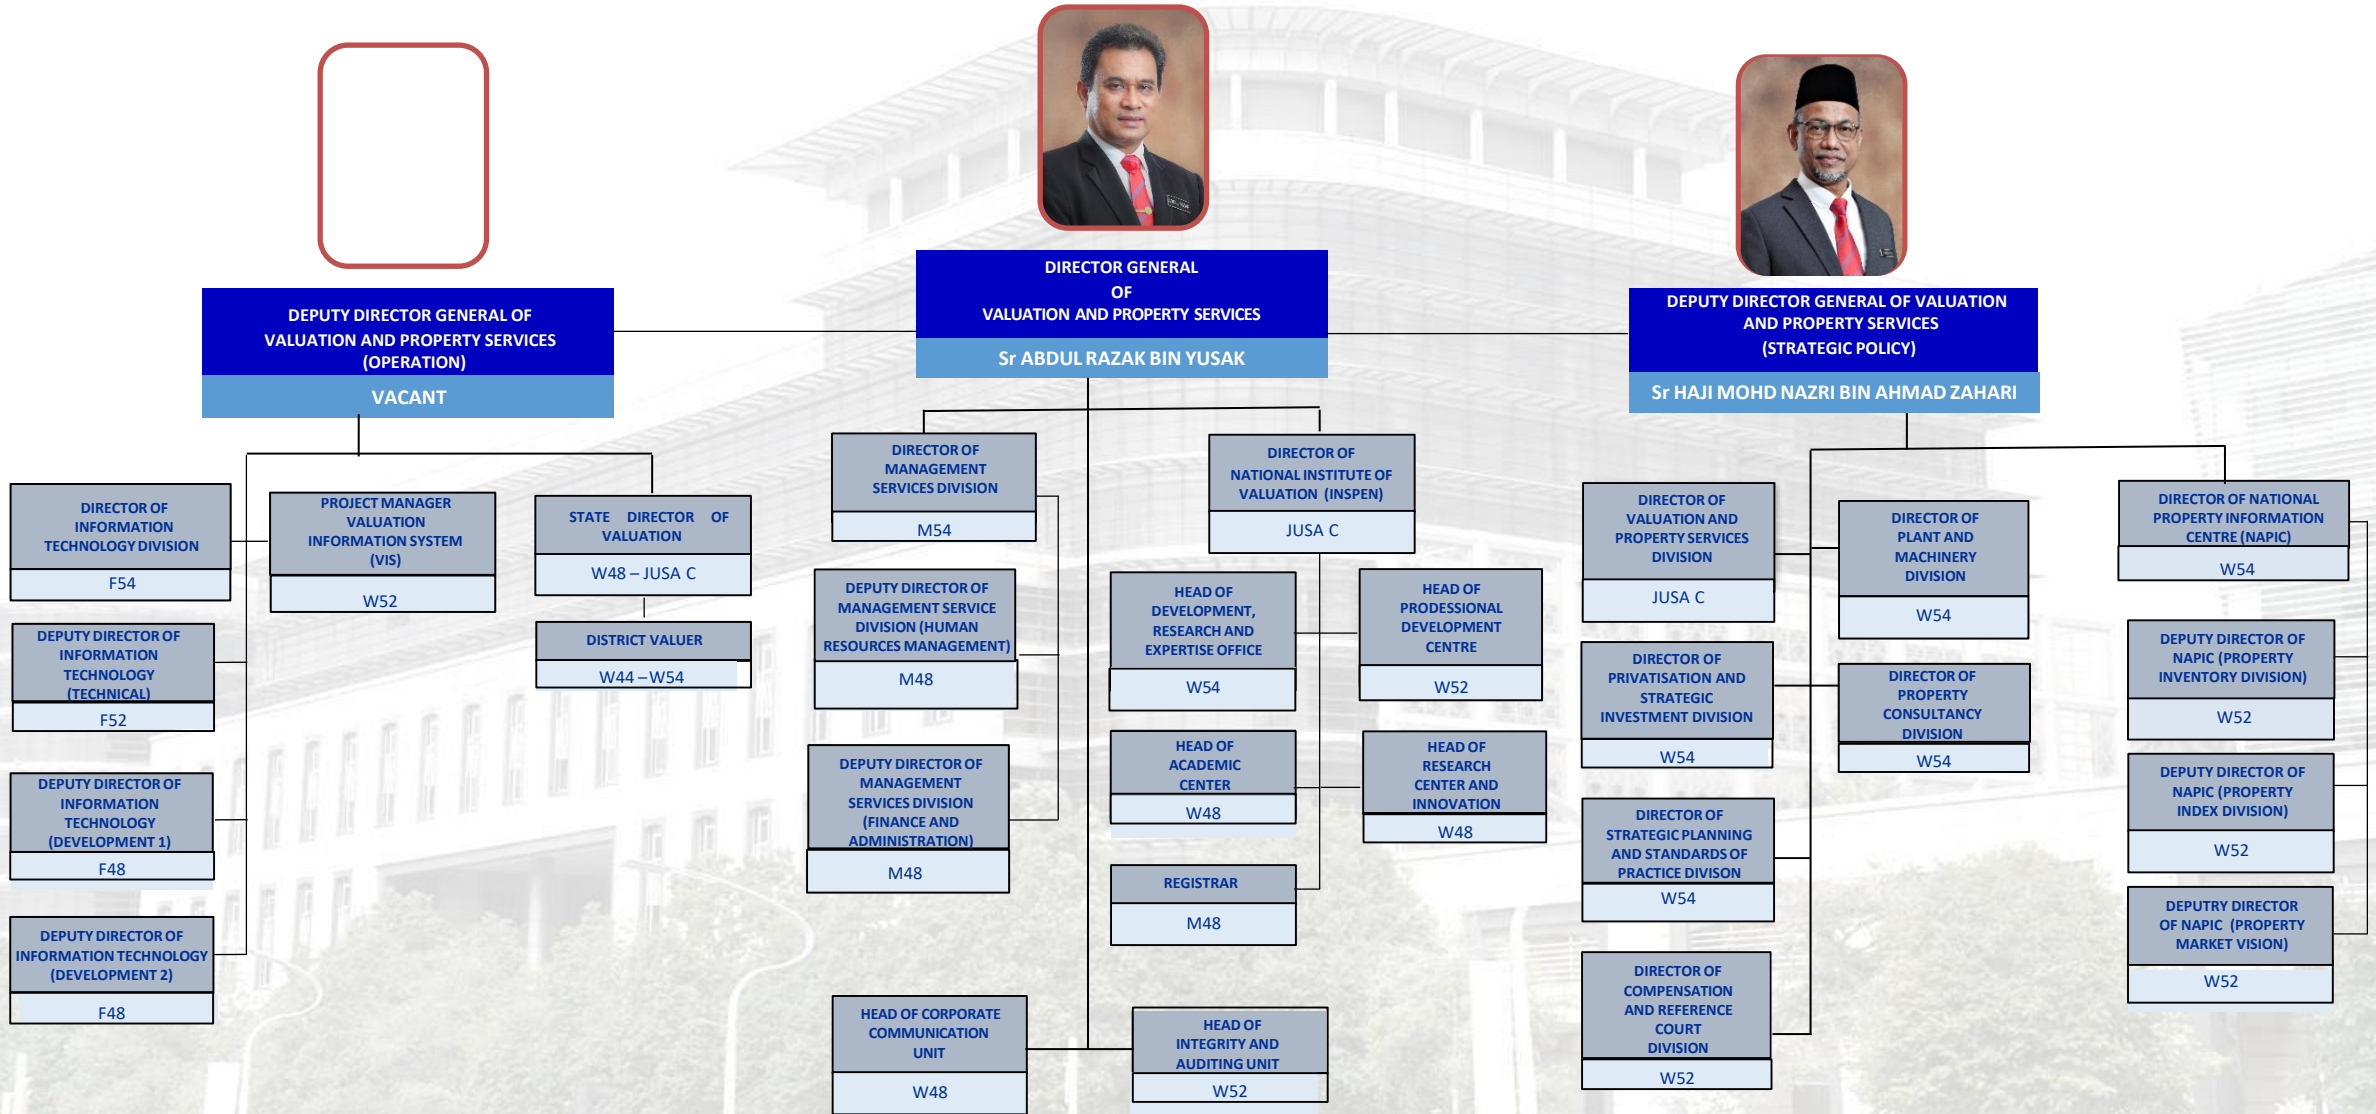 DIRECTOR GENERAL
OF
VALUATION AND PROPERTY SERVICES
Sr ABDUL RAZAK BIN YUSAK
DEPUTY DIRECTOR GENERAL OF
VALUATION AND PROPERTY SERVICES
(OPERATION)
VACANT
DEPUTY DIRECTOR GENERAL OF VALUATION
AND PROPERTY SERVICES
(STRATEGIC POLICY)
Sr HAJI MOHD NAZRI BIN AHMAD ZAHARI
DIRECTOR OF
INFORMATION
TECHNOLOGY DIVISION
F54
PROJECT MANAGER
VALUATION
INFORMATION SYSTEM
(VIS)
W52
STATE DIRECTOR OF
VALUATION
W48 – JUSA C
DISTRICT VALUER
W44 – W54
DEPUTY DIRECTOR OF
INFORMATION
TECHNOLOGY
(TECHNICAL)
F52
DEPUTY DIRECTOR OF
INFORMATION
TECHNOLOGY
(DEVELOPMENT 1)
F48
DEPUTY DIRECTOR OF
INFORMATION TECHNOLOGY
(DEVELOPMENT 2)
F48
DIRECTOR OF
MANAGEMENT
SERVICES DIVISION
M54
DEPUTY DIRECTOR OF
MANAGEMENT SERVICE
DIVISION (HUMAN
RESOURCES MANAGEMENT)
M48
DEPUTY DIRECTOR OF
MANAGEMENT
SERVICES DIVISION
(FINANCE AND
ADMINISTRATION)
M48
DIRECTOR OF
NATIONAL INSTITUTE OF
VALUATION (INSPEN)
JUSA C
HEAD OF
DEVELOPMENT,
RESEARCH AND
EXPERTISE OFFICE
W54
HEAD OF
PRODESSIONAL
DEVELOPMENT
CENTRE
W52
HEAD OF
ACADEMIC
CENTER
W48
HEAD OF
RESEARCH
CENTER AND
INNOVATION
W48
REGISTRAR
M48
HEAD OF CORPORATE
COMMUNICATION
UNIT
W48
HEAD OF
INTEGRITY AND
AUDITING UNIT
W52
DIRECTOR OF
VALUATION AND
PROPERTY SERVICES
DIVISION
JUSA C
DIRECTOR OF
PLANT AND
MACHINERY
DIVISION
W54
DIRECTOR OF
PRIVATISATION AND
STRATEGIC
INVESTMENT DIVISION
W54
DIRECTOR OF
PROPERTY
CONSULTANCY
DIVISION
W54
DIRECTOR OF
STRATEGIC PLANNING
AND STANDARDS OF
PRACTICE DIVISON
W54
DIRECTOR OF
COMPENSATION
AND REFERENCE
COURT
DIVISION
W52
DIRECTOR OF NATIONAL
PROPERTY INFORMATION
CENTRE (NAPIC)
W54
DEPUTY DIRECTOR OF
NAPIC (PROPERTY
INVENTORY DIVISION)
W52
DEPUTY DIRECTOR OF
NAPIC (PROPERTY
INDEX DIVISION)
W52
DEPUTRY DIRECTOR
OF NAPIC (PROPERTY
MARKET VISION)
W52